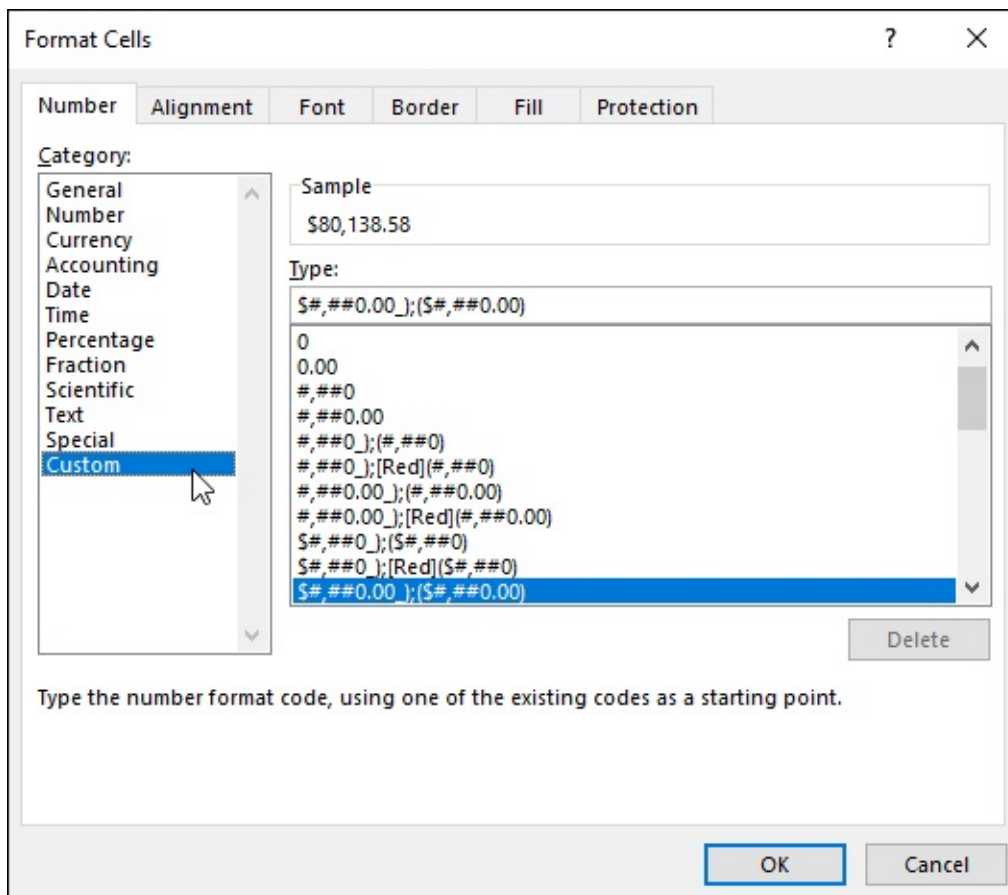 Format Cells
?
Number Alignment Font Border Fill Protection
Category:
General
Number
Currency
Accounting
Date
Time
Percentage
Fraction
Scientific
Text
Special
Custom
Sample
$80,138.58
Type:
$#,##0.00_);($#,##0.00)
0
0.00
#,##0
#,##0.00
#,##0_);(#,##0)
#,##0_);[Red](#,##0)
#,##0.00_);(#,##0.00)
#,##0.00_);[Red](#,##0.00)
$#,##0_);($#,##0)
$#,##0_);[Red]($#,##0)
$#,##0.00_);($#,##0.00)
Delete
Type the number format code, using one of the existing codes as a starting point.
OK Cancel